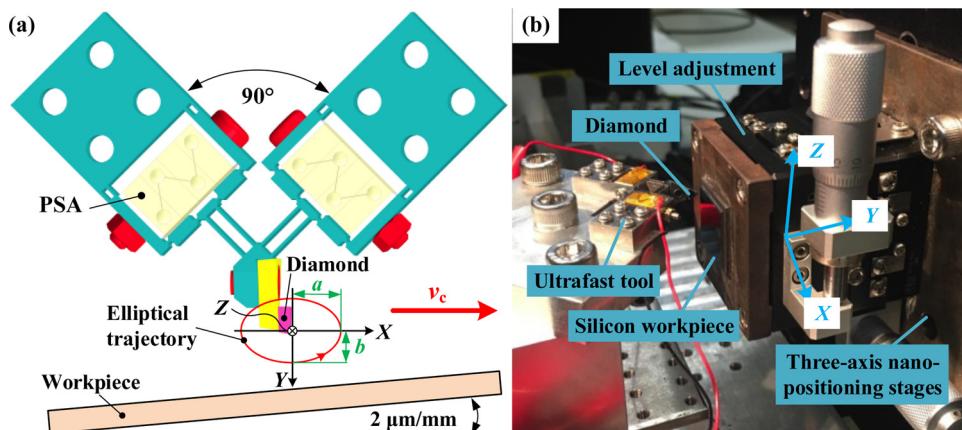 (a)
90°
PSA
Diamond
a
Z
v_c
Elliptical
trajectory
X
b
Y
Workpiece
2 μm/mm
(b)
Level adjustment
Diamond
Z
Y
Ultrafast tool
X
Silicon workpiece
Three-axis nano-
positioning stages